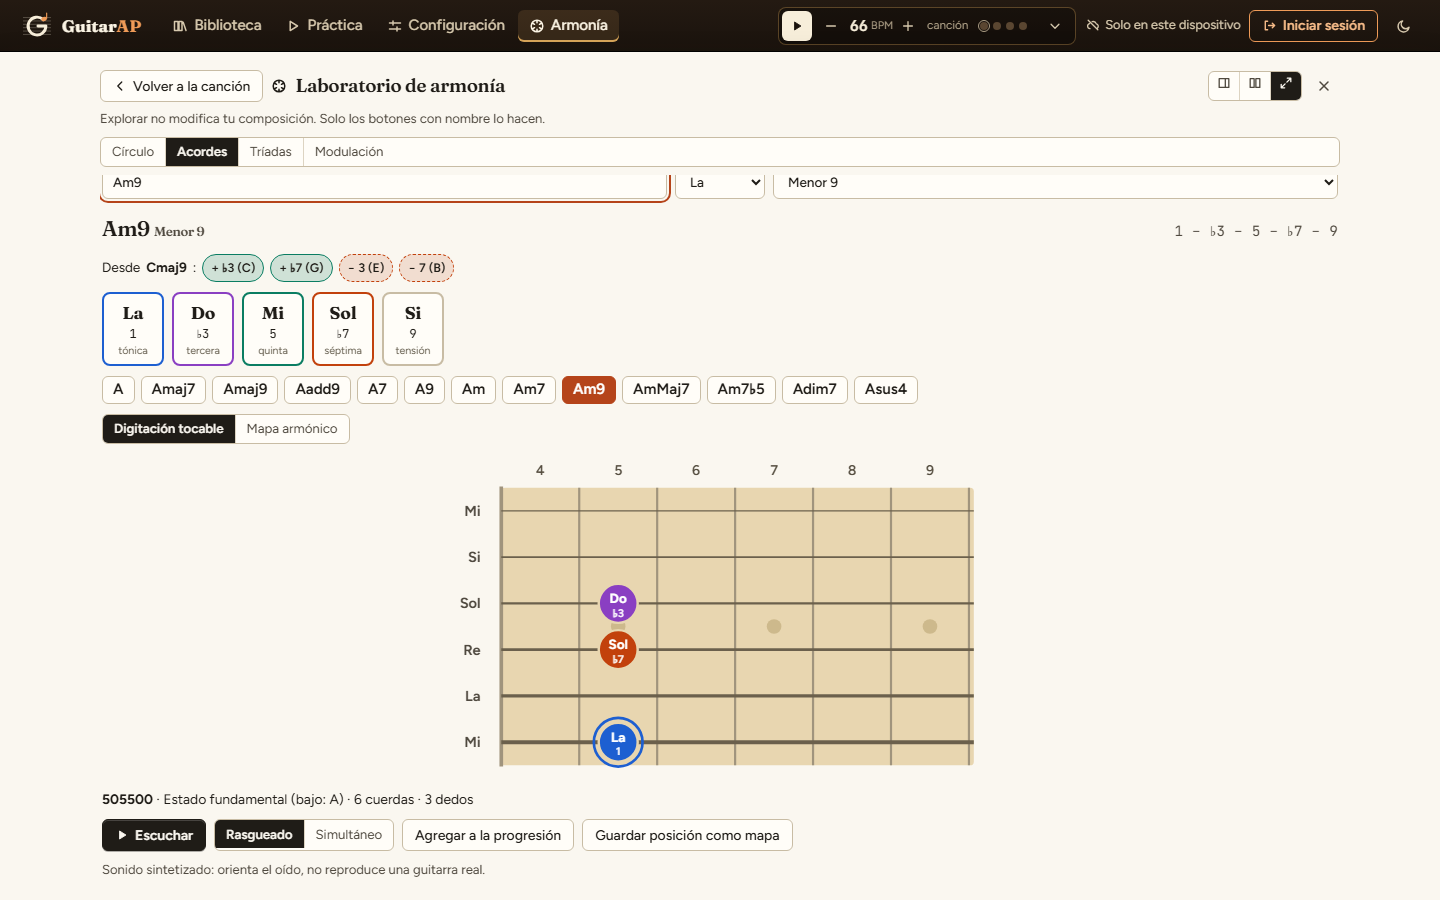 GuitarAP Biblioteca Práctica Configuración Armonía 66 BPM canción Solo en este dispositivo Iniciar sesión
Volver a la canción Laboratorio de armonía
Explorar no modifica tu composición. Solo los botones con nombre lo hacen.
Círculo Acordes Tríadas Modulación
Am9 La Menor 9
Am9 Menor 9 1 – ♭3 – 5 – ♭7 – 9
Desde Cmaj9 : + ♭3 (C) + ♭7 (G) − 3 (E) − 7 (B)
La Do Mi Sol Si
1 ♭3 5 ♭7 9
tónica tercera quinta séptima tensión
A Amaj7 Amaj9 Aadd9 A7 A9 Am Am7 Am9 AmMaj7 Am7♭5 Adim7 Asus4
Digitación tocable Mapa armónico
4 5 6 7 8 9
Mi
Si
Sol Do
♭3
Re Sol
♭7
La
Mi La
1
505500 · Estado fundamental (bajo: A) · 6 cuerdas · 3 dedos
Escuchar Rasgueado Simultáneo Agregar a la progresión Guardar posición como mapa
Sonido sintetizado: orienta el oído, no reproduce una guitarra real.